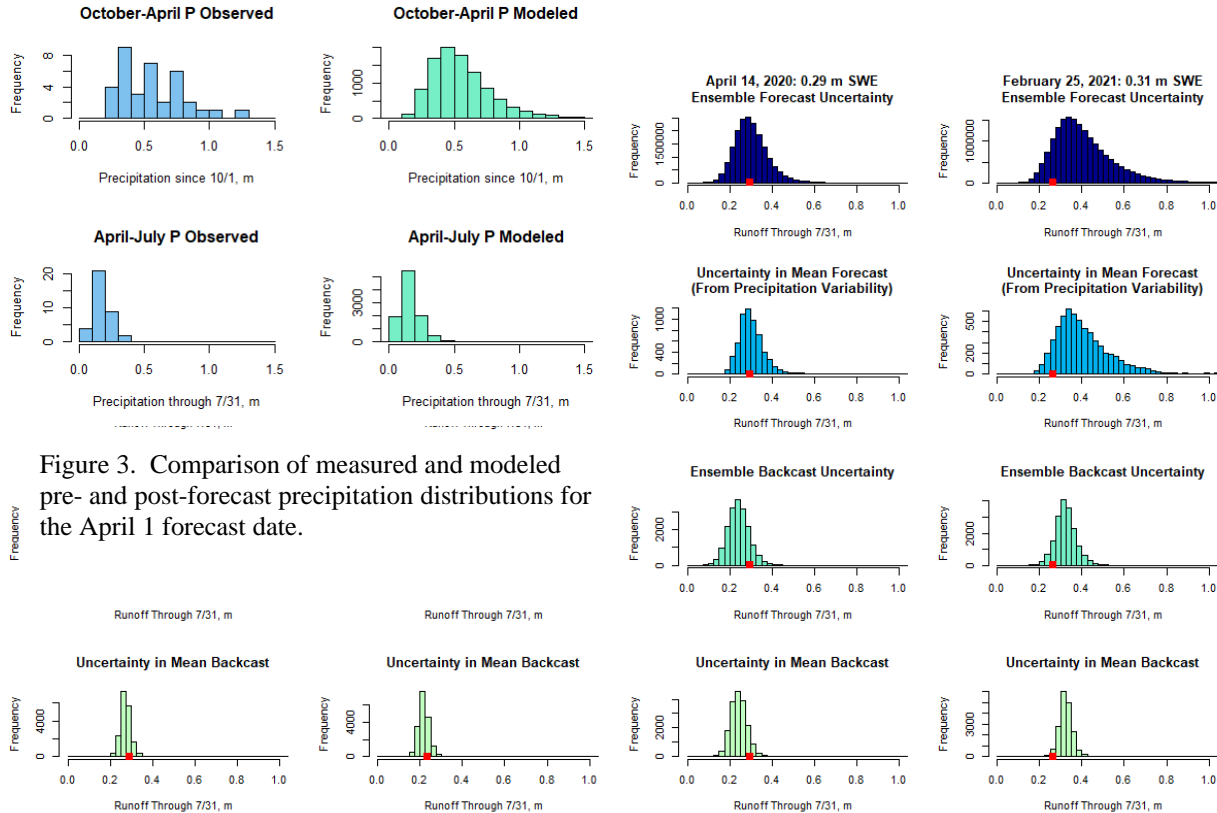 October-April P Observed
Frequency
0 4 8
0.0 0.5 1.0 1.5
Precipitation since 10/1, m
October-April P Modeled
Frequency
0 1000
0.0 0.5 1.0 1.5
Precipitation since 10/1, m
April-July P Observed
Frequency
0 10 20
0.0 0.5 1.0 1.5
Precipitation through 7/31, m
April-July P Modeled
Frequency
0 3000
0.0 0.5 1.0 1.5
Precipitation through 7/31, m
Figure 3. Comparison of measured and modeled
pre- and post-forecast precipitation distributions for
the April 1 forecast date.
Frequency
Runoff Through 7/31, m
Runoff Through 7/31, m
Uncertainty in Mean Backcast
Frequency
0 4000
0.0 0.2 0.4 0.6 0.8 1.0
Runoff Through 7/31, m
Uncertainty in Mean Backcast
Frequency
0 4000
0.0 0.2 0.4 0.6 0.8 1.0
Runoff Through 7/31, m
April 14, 2020: 0.29 m SWE
Ensemble Forecast Uncertainty
Frequency
0 1500000
0.0 0.2 0.4 0.6 0.8 1.0
Runoff Through 7/31, m
February 25, 2021: 0.31 m SWE
Ensemble Forecast Uncertainty
Frequency
0 1000000
0.0 0.2 0.4 0.6 0.8 1.0
Runoff Through 7/31, m
Uncertainty in Mean Forecast
(From Precipitation Variability)
Frequency
0 400 1000
0.0 0.2 0.4 0.6 0.8 1.0
Runoff Through 7/31, m
Uncertainty in Mean Forecast
(From Precipitation Variability)
Frequency
0 200 500
0.0 0.2 0.4 0.6 0.8 1.0
Runoff Through 7/31, m
Ensemble Backcast Uncertainty
Frequency
0 2000
0.0 0.2 0.4 0.6 0.8 1.0
Runoff Through 7/31, m
Ensemble Backcast Uncertainty
Frequency
0 2000
0.0 0.2 0.4 0.6 0.8 1.0
Runoff Through 7/31, m
Uncertainty in Mean Backcast
Frequency
0 2000
0.0 0.2 0.4 0.6 0.8 1.0
Runoff Through 7/31, m
Uncertainty in Mean Backcast
Frequency
0 3000
0.0 0.2 0.4 0.6 0.8 1.0
Runoff Through 7/31, m